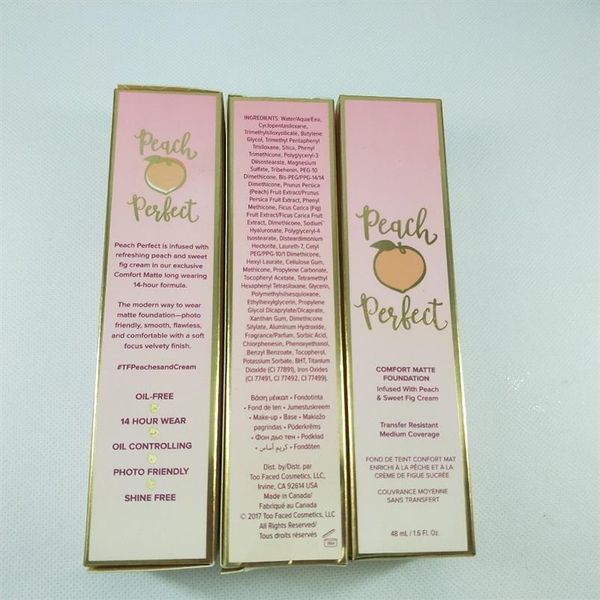 Peach
Perfect
Peach Perfect is infused with
refreshing peach and sweet
fig cream in our exclusive
Comfort Matte long wearing
14-hour formula.
The modern way to wear
matte foundation—photo
friendly, smooth, flawless,
and comfortable with a soft
focus velvety finish.
#TFPeachesandCream
OIL-FREE
14 HOUR WEAR
OIL CONTROLLING
PHOTO FRIENDLY
SHINE FREE
INGREDIENTS: Water/Aqua/Eau,
Cyclopentasiloxane,
Trimethylsiloxysilicate, Butylene
Glycol, Trimethyl Pentaphenyl
Trisiloxane, Silica, Phenyl
Trimethicone, Polyglyceryl-3
Diisostearate, Magnesium
Sulfate, Tribehenin, PEG-10
Dimethicone, Bis-PEG/PPG-14/14
Dimethicone, Prunus Persica
(Peach) Fruit Extract/Prunus
Persica Fruit Extract, Phenyl
Methicone, Ficus Carica (Fig)
Fruit Extract/Ficus Carica Fruit
Extract, Dimethicone, Sodium
Hyaluronate, Polyglyceryl-4
Isostearate, Disteardimonium
Hectorite, Laureth-7, Cetyl
PEG/PPG-10/1 Dimethicone,
Hexyl Laurate, Cellulose Gum,
Methicone, Propylene Carbonate,
Tocopheryl Acetate, Tetramethyl
Hexaphenyl Tetrasiloxane, Glycerin,
Polymethylsilsesquioxane,
Ethylhexylglycerin, Propylene
Glycol Dicaprylate/Dicaprate,
Xanthan Gum, Dimethicone
Silylate, Aluminum Hydroxide,
Fragrance/Parfum, Sorbic Acid,
Chlorphenesin, Phenoxyethanol,
Benzyl Benzoate, Tocopherol,
Potassium Sorbate, BHT, Titanium
Dioxide (CI 77891), Iron Oxides
(CI 77491, CI 77492, CI 77499).
Βάση μέικαπ • Fondotinta
Fond de ten • Jumestuskreem
• Make-up • Base • Makiažo
pagrindas • Püderkrēms
• Фон дьо тен • Podkład
كريم أساس • Fondöten
Dist. by/Distr. par
Too Faced Cosmetics, LLC,
Irvine, CA 92614 USA
Made in Canada/
Fabriqué au Canada
© 2017 Too Faced Cosmetics, LLC
All Rights Reserved/
Tous droits réservés
Peach
Perfect
COMFORT MATTE
FOUNDATION
Infused With Peach
& Sweet Fig Cream
Transfer Resistant
Medium Coverage
FOND DE TEINT CONFORT MAT
ENRICHI À LA PÊCHE ET À LA
CRÈME DE FIGUE SUCRÉE
COUVRANCE MOYENNE
SANS TRANSFERT
48 mL/ 1.6 Fl. Oz.